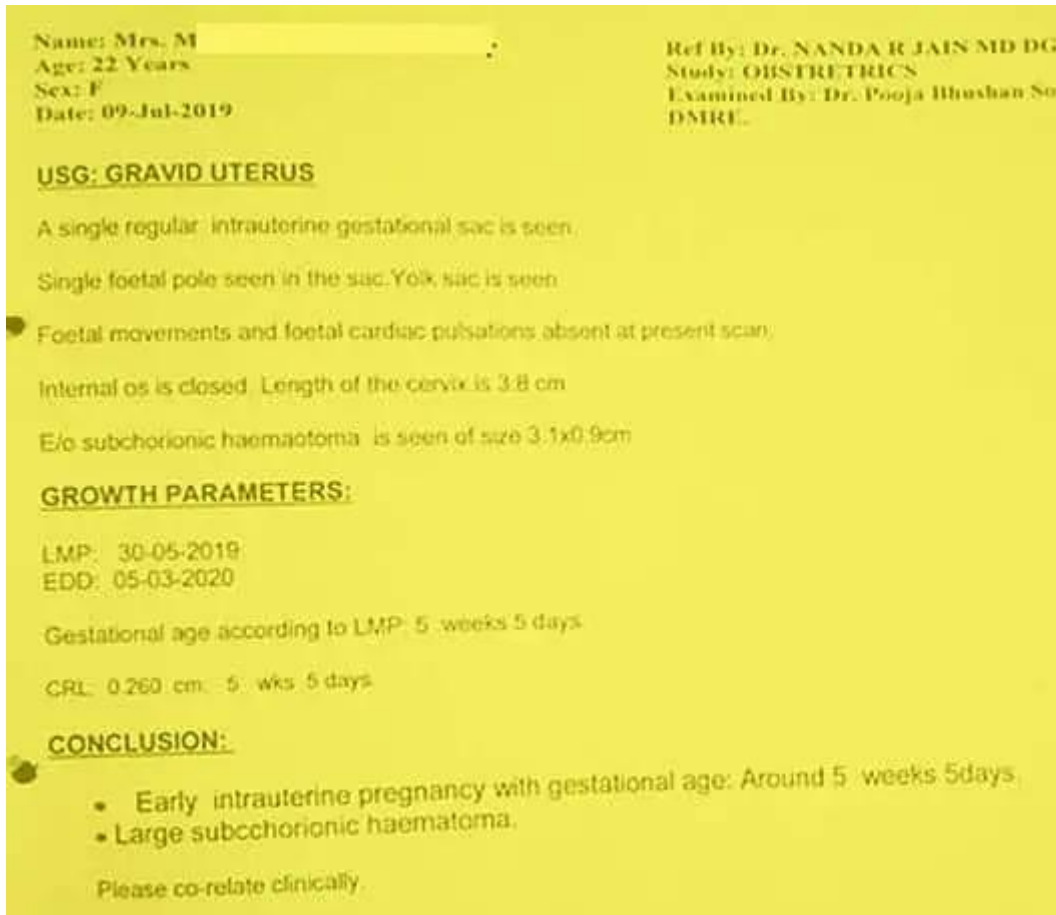 Name: Mrs. M
Age: 22 Years
Sex: F
Date: 09-Jul-2019
Ref By: Dr. NANDA R JAIN MD DG
Study: OBSTRETRICS
Examined By: Dr. Pooja Bhushan So
DMRE.
USG: GRAVID UTERUS
A single regular intrauterine gestational sac is seen.
Single foetal pole seen in the sac.Yolk sac is seen
Foetal movements and foetal cardiac pulsations absent at present scan.
Internal os is closed. Length of the cervix is 3.8 cm
E/o subchorionic haemaotoma is seen of size 3.1x0.9cm
GROWTH PARAMETERS:
LMP: 30-05-2019
EDD: 05-03-2020
Gestational age according to LMP: 5 weeks 5 days
CRL: 0.260 cm: 5 wks 5 days
CONCLUSION:
• Early intrauterine pregnancy with gestational age: Around 5 weeks 5days
• Large subcchorionic haematoma.
Please co-relate clinically.